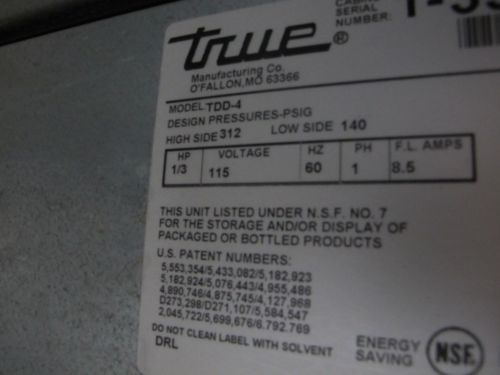 true®
CABINET
SERIAL
NUMBER:
Manufacturing Co.
O'FALLON, MO 63366
MODEL TDD-4
DESIGN PRESSURES-PSIG
HIGH SIDE 312 LOW SIDE 140
HP VOLTAGE HZ PH F.L. AMPS
1/3 115 60 1 8.5
THIS UNIT LISTED UNDER N.S.F. NO. 7
FOR THE STORAGE AND/OR DISPLAY OF
PACKAGED OR BOTTLED PRODUCTS
U.S. PATENT NUMBERS:
5,553,354/5,433,082/5,182,923
5,182,924/5,076,443/4,955,486
4,890,746/4,875,745/4,127,968
D273,298/D271,107/5,584,547
2,045,722/5,699,676/6.792.769
DO NOT CLEAN LABEL WITH SOLVENT
DRL
ENERGY
SAVING
NSF